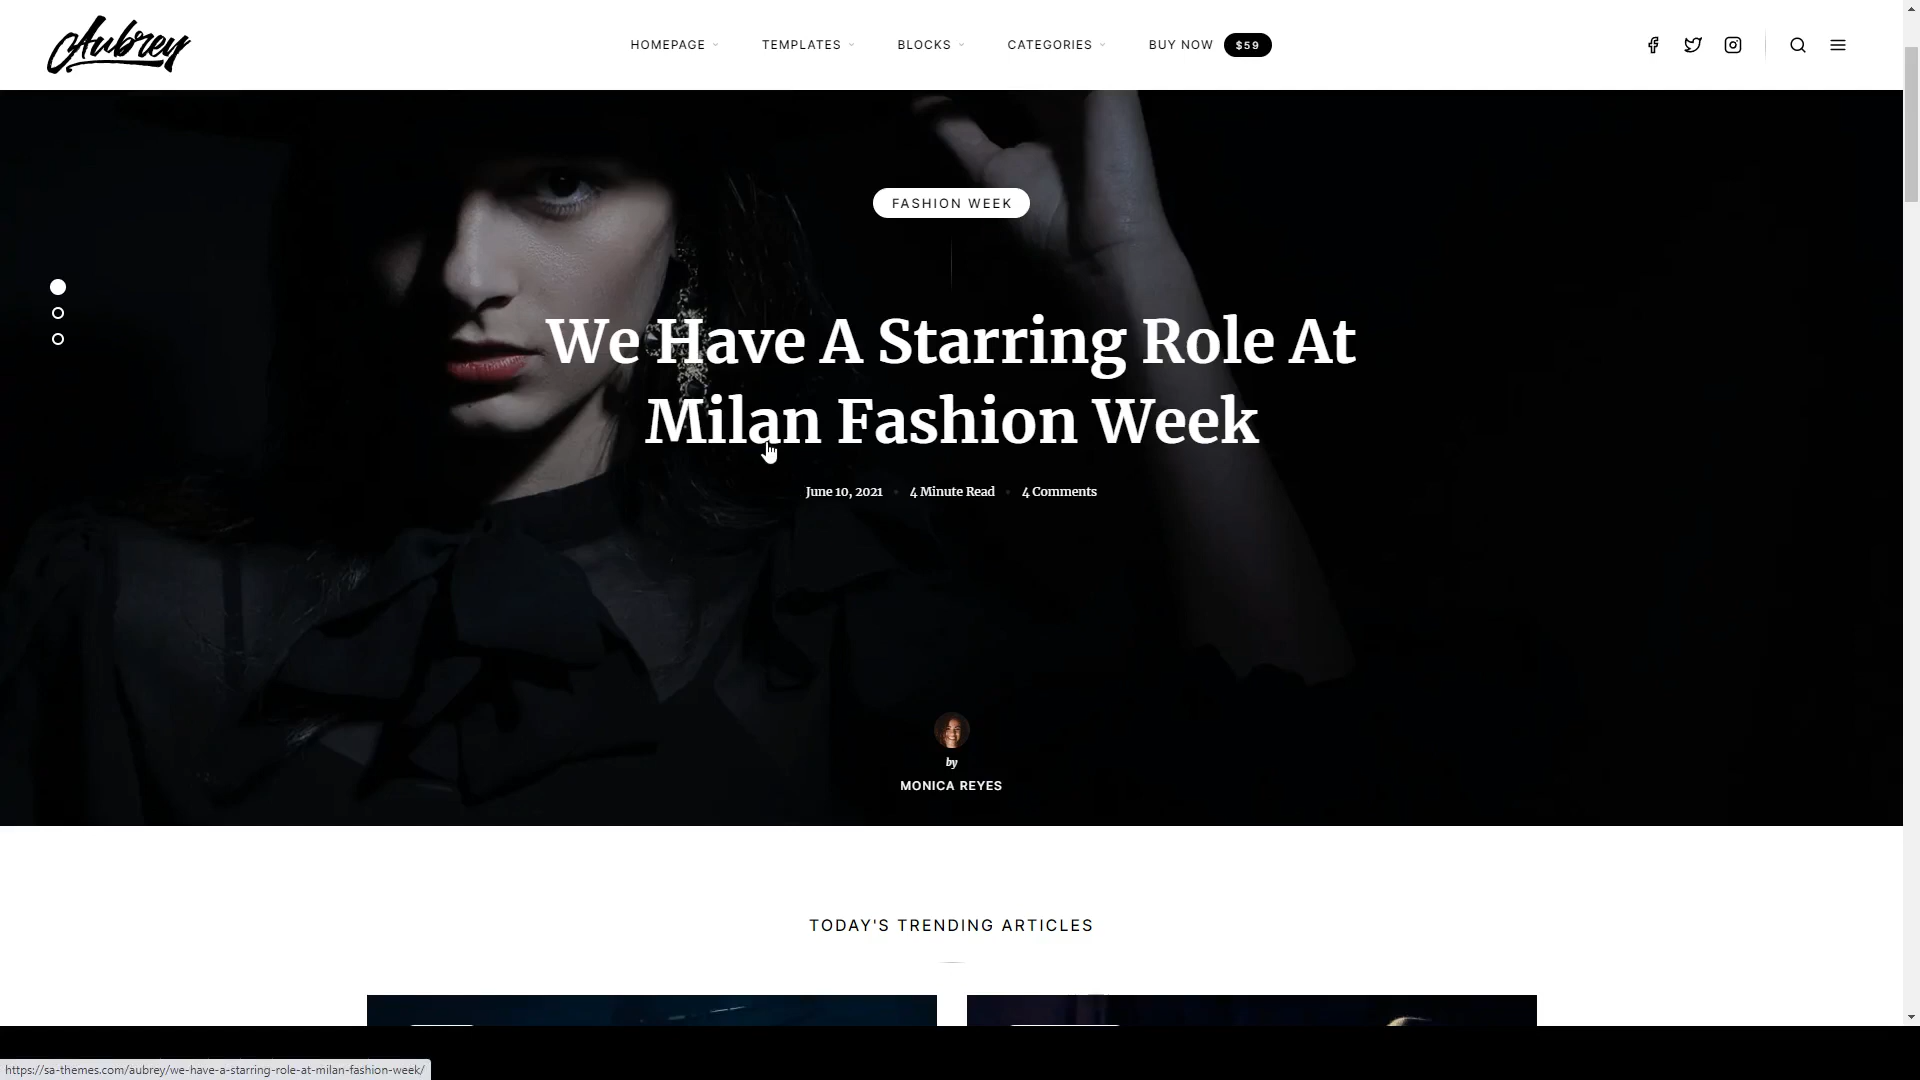 Aubrey
HOMEPAGE
TEMPLATES
BLOCKS
CATEGORIES
BUY NOW $59
FASHION WEEK
We Have A Starring Role At
Milan Fashion Week
June 10, 2021 • 4 Minute Read • 4 Comments
by
MONICA REYES
TODAY'S TRENDING ARTICLES
https://sa-themes.com/aubrey/we-have-a-starring-role-at-milan-fashion-week/